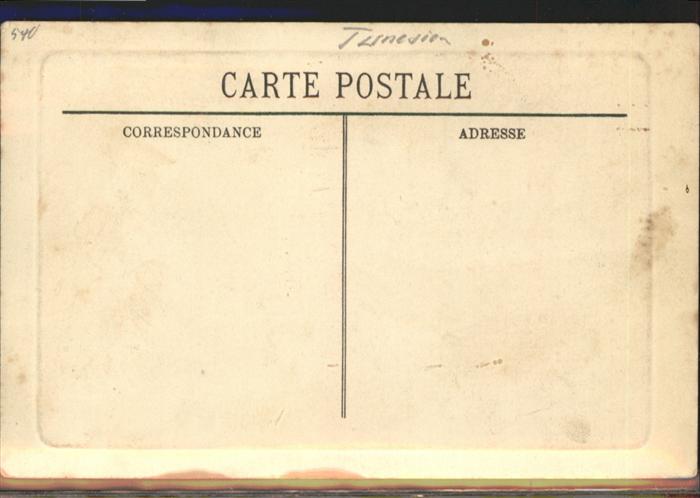 540
Tunesien
CARTE POSTALE
CORRESPONDANCE
ADRESSE